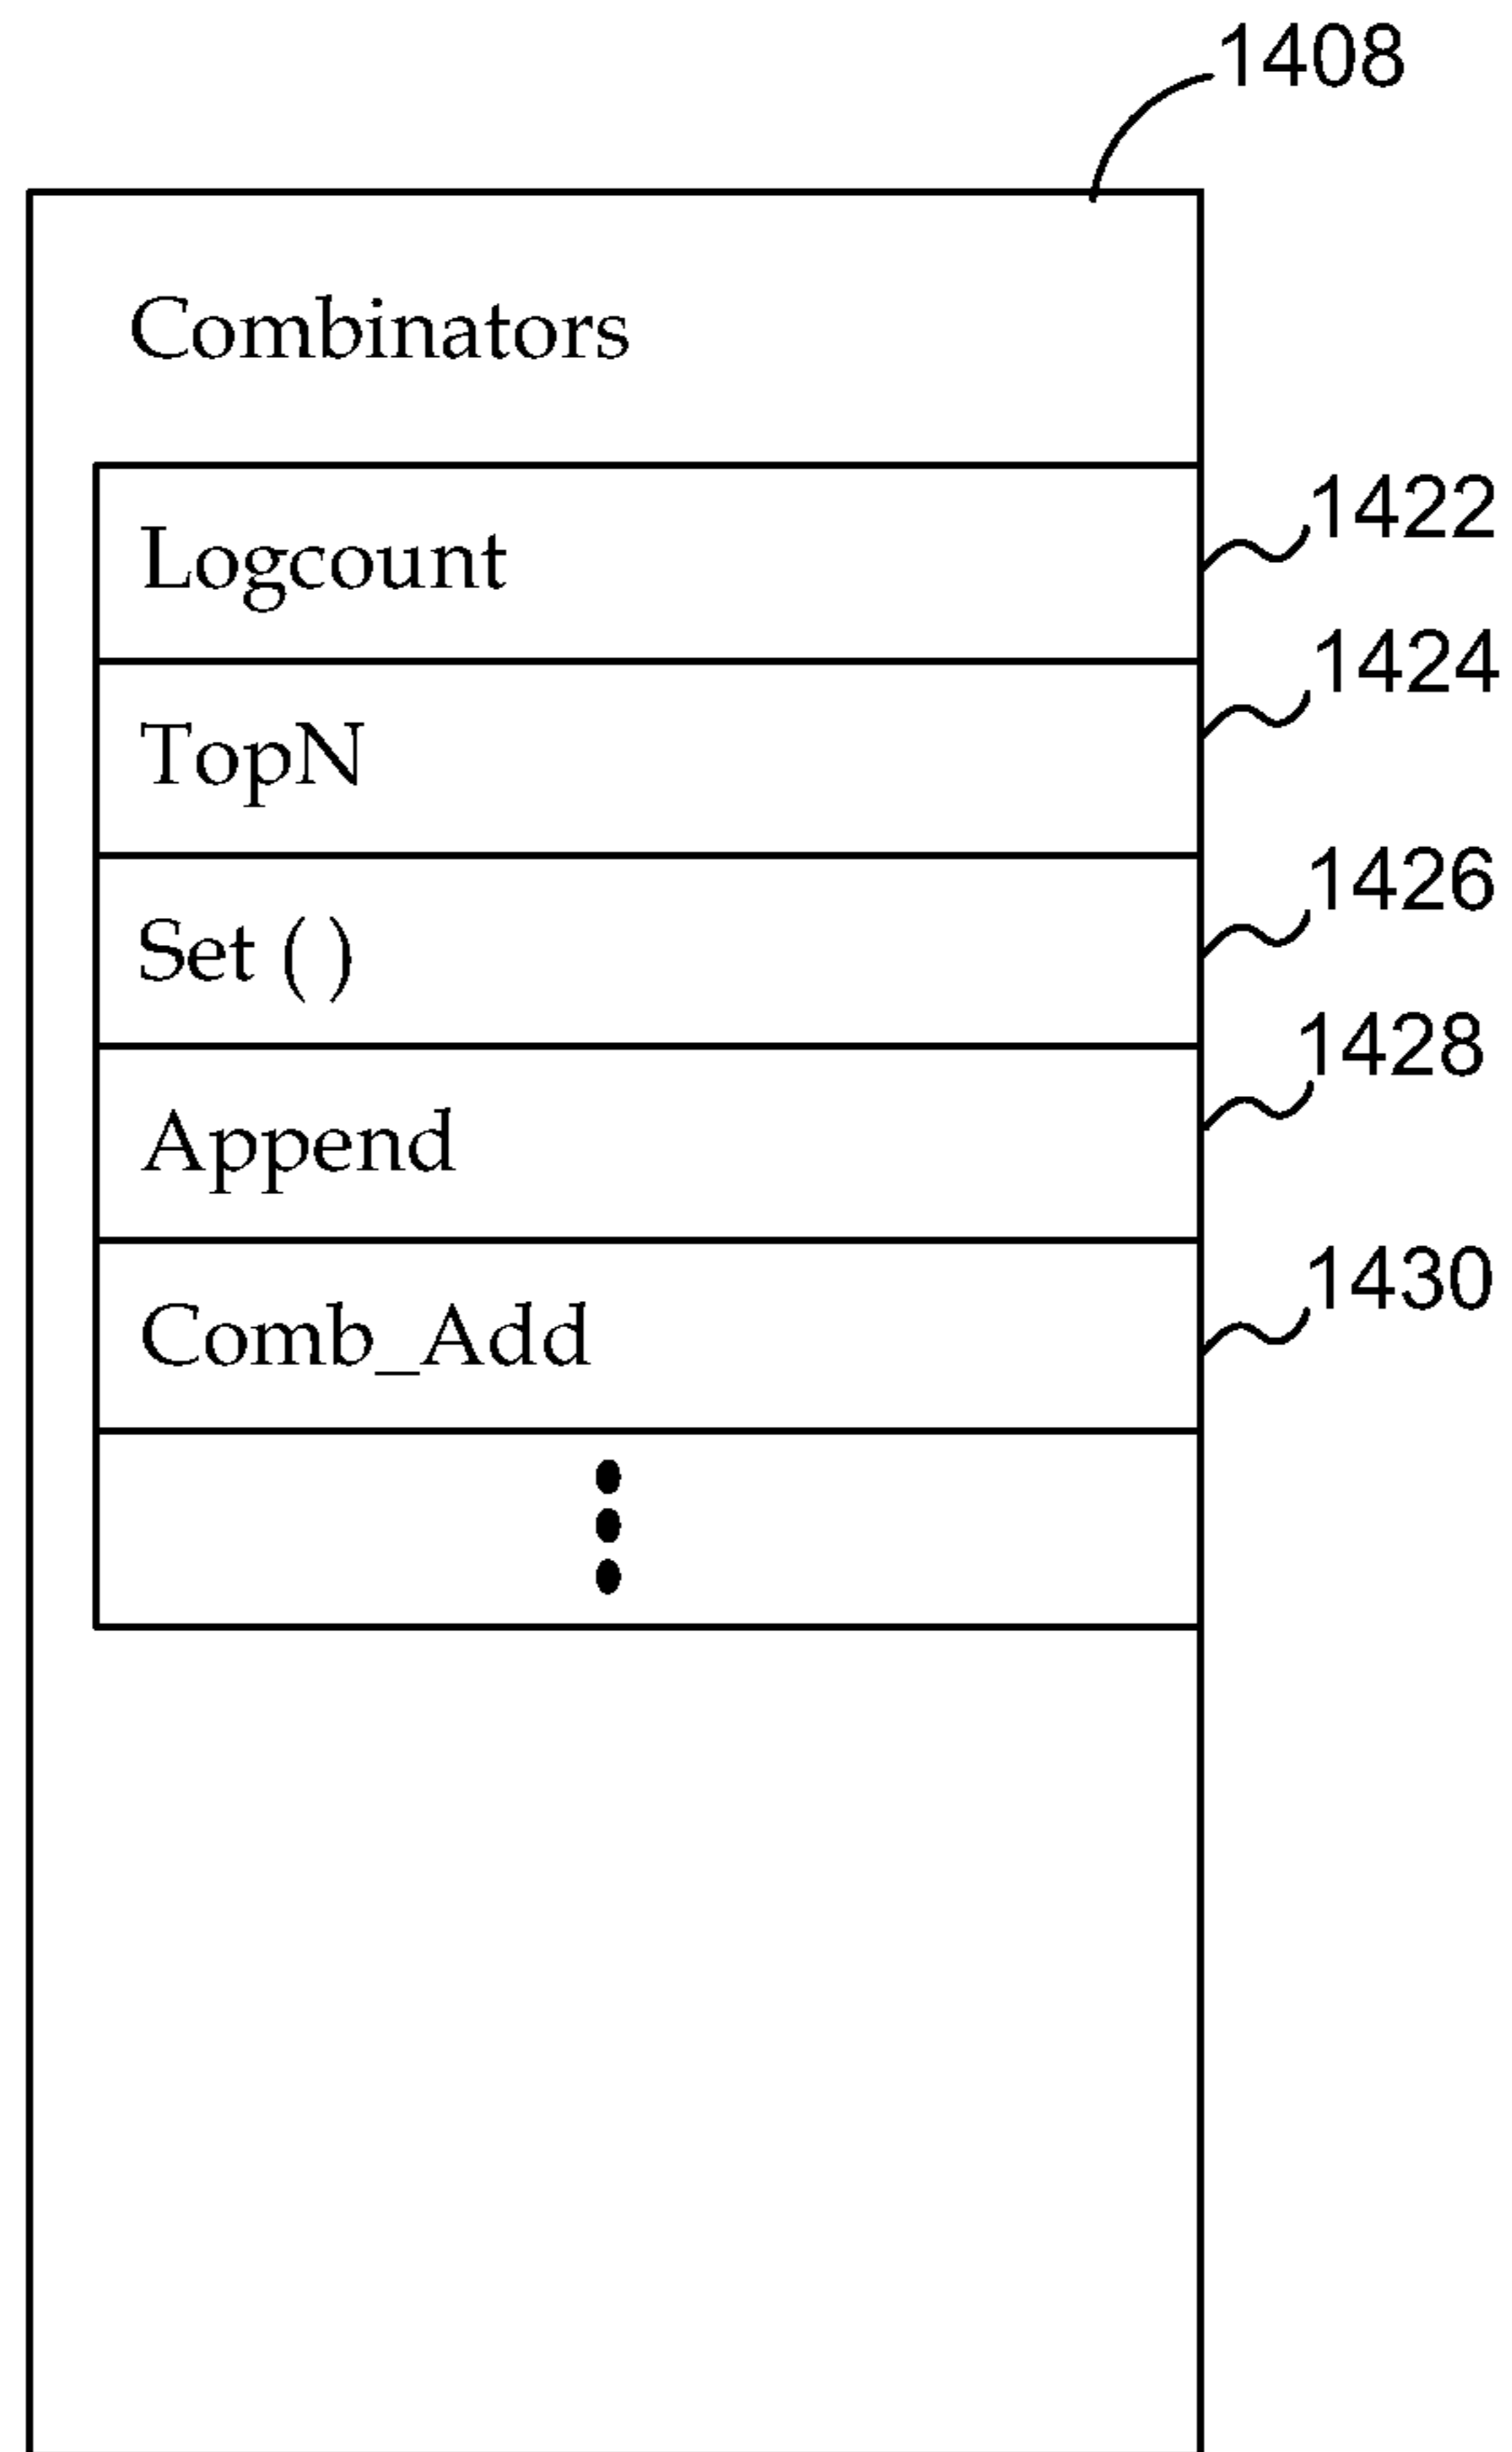 1408
Combinators
Logcount
1422
TopN
1424
Set ( )
1426
Append
1428
Comb_Add
1430